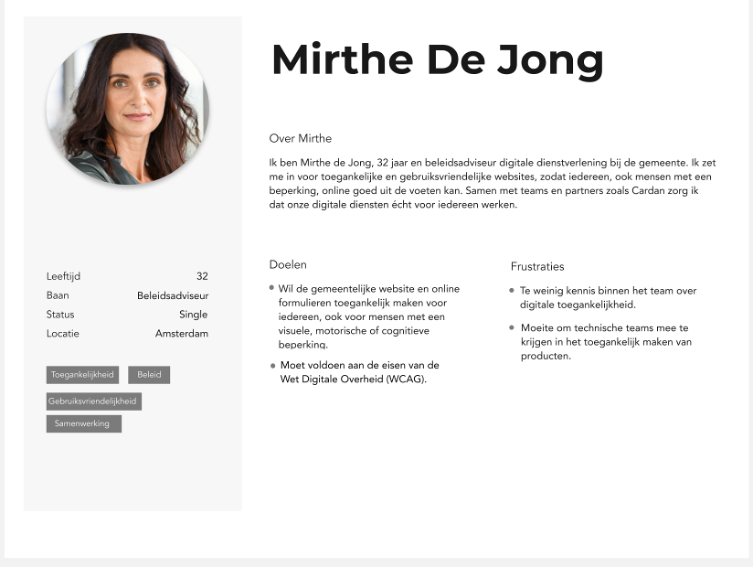 Mirthe De Jong
Over Mirthe
Ik ben Mirthe de Jong, 32 jaar en beleidsadviseur digitale dienstverlening bij de gemeente. Ik zet
me in voor toegankelijke en gebruiksvriendelijke websites, zodat iedereen, ook mensen met een
beperking, online goed uit de voeten kan. Samen met teams en partners zoals Cardan zorg ik
dat onze digitale diensten écht voor iedereen werken.
Leeftijd 32
Baan Beleidsadviseur
Status Single
Locatie Amsterdam
Toegankelijkheid Beleid
Gebruiksvriendelijkheid
Samenwerking
Doelen
• Wil de gemeentelijke website en online
formulieren toegankelijk maken voor
iedereen, ook voor mensen met een
visuele, motorische of cognitieve
beperking.
• Moet voldoen aan de eisen van de
Wet Digitale Overheid (WCAG).
Frustraties
• Te weinig kennis binnen het team over
digitale toegankelijkheid.
• Moeite om technische teams mee te
krijgen in het toegankelijk maken van
producten.